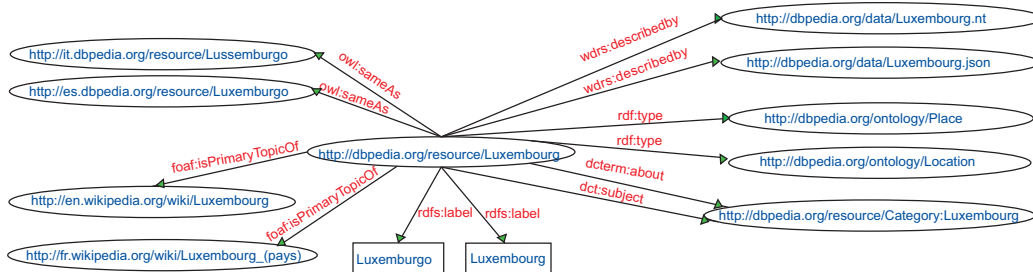 http://dbpedia.org/data/Luxembourg.nt
wdrs:describedby
http://it.dbpedia.org/resource/Lussemburgo
owl:sameAs
wdrs:describedby
http://dbpedia.org/data/Luxembourg.json
http://es.dbpedia.org/resource/Luxemburgo
owl:sameAs
rdf:type
http://dbpedia.org/ontology/Place
rdf:type
http://dbpedia.org/resource/Luxembourg
foaf:isPrimaryTopicOf
dcterm:about
http://dbpedia.org/ontology/Location
http://en.wikipedia.org/wiki/Luxembourg
foaf:isPrimaryTopicOf
dct:subject
rdfs:label
rdfs:label
http://dbpedia.org/resource/Category:Luxembourg
http://fr.wikipedia.org/wiki/Luxembourg_(pays)
Luxemburgo
Luxembourg